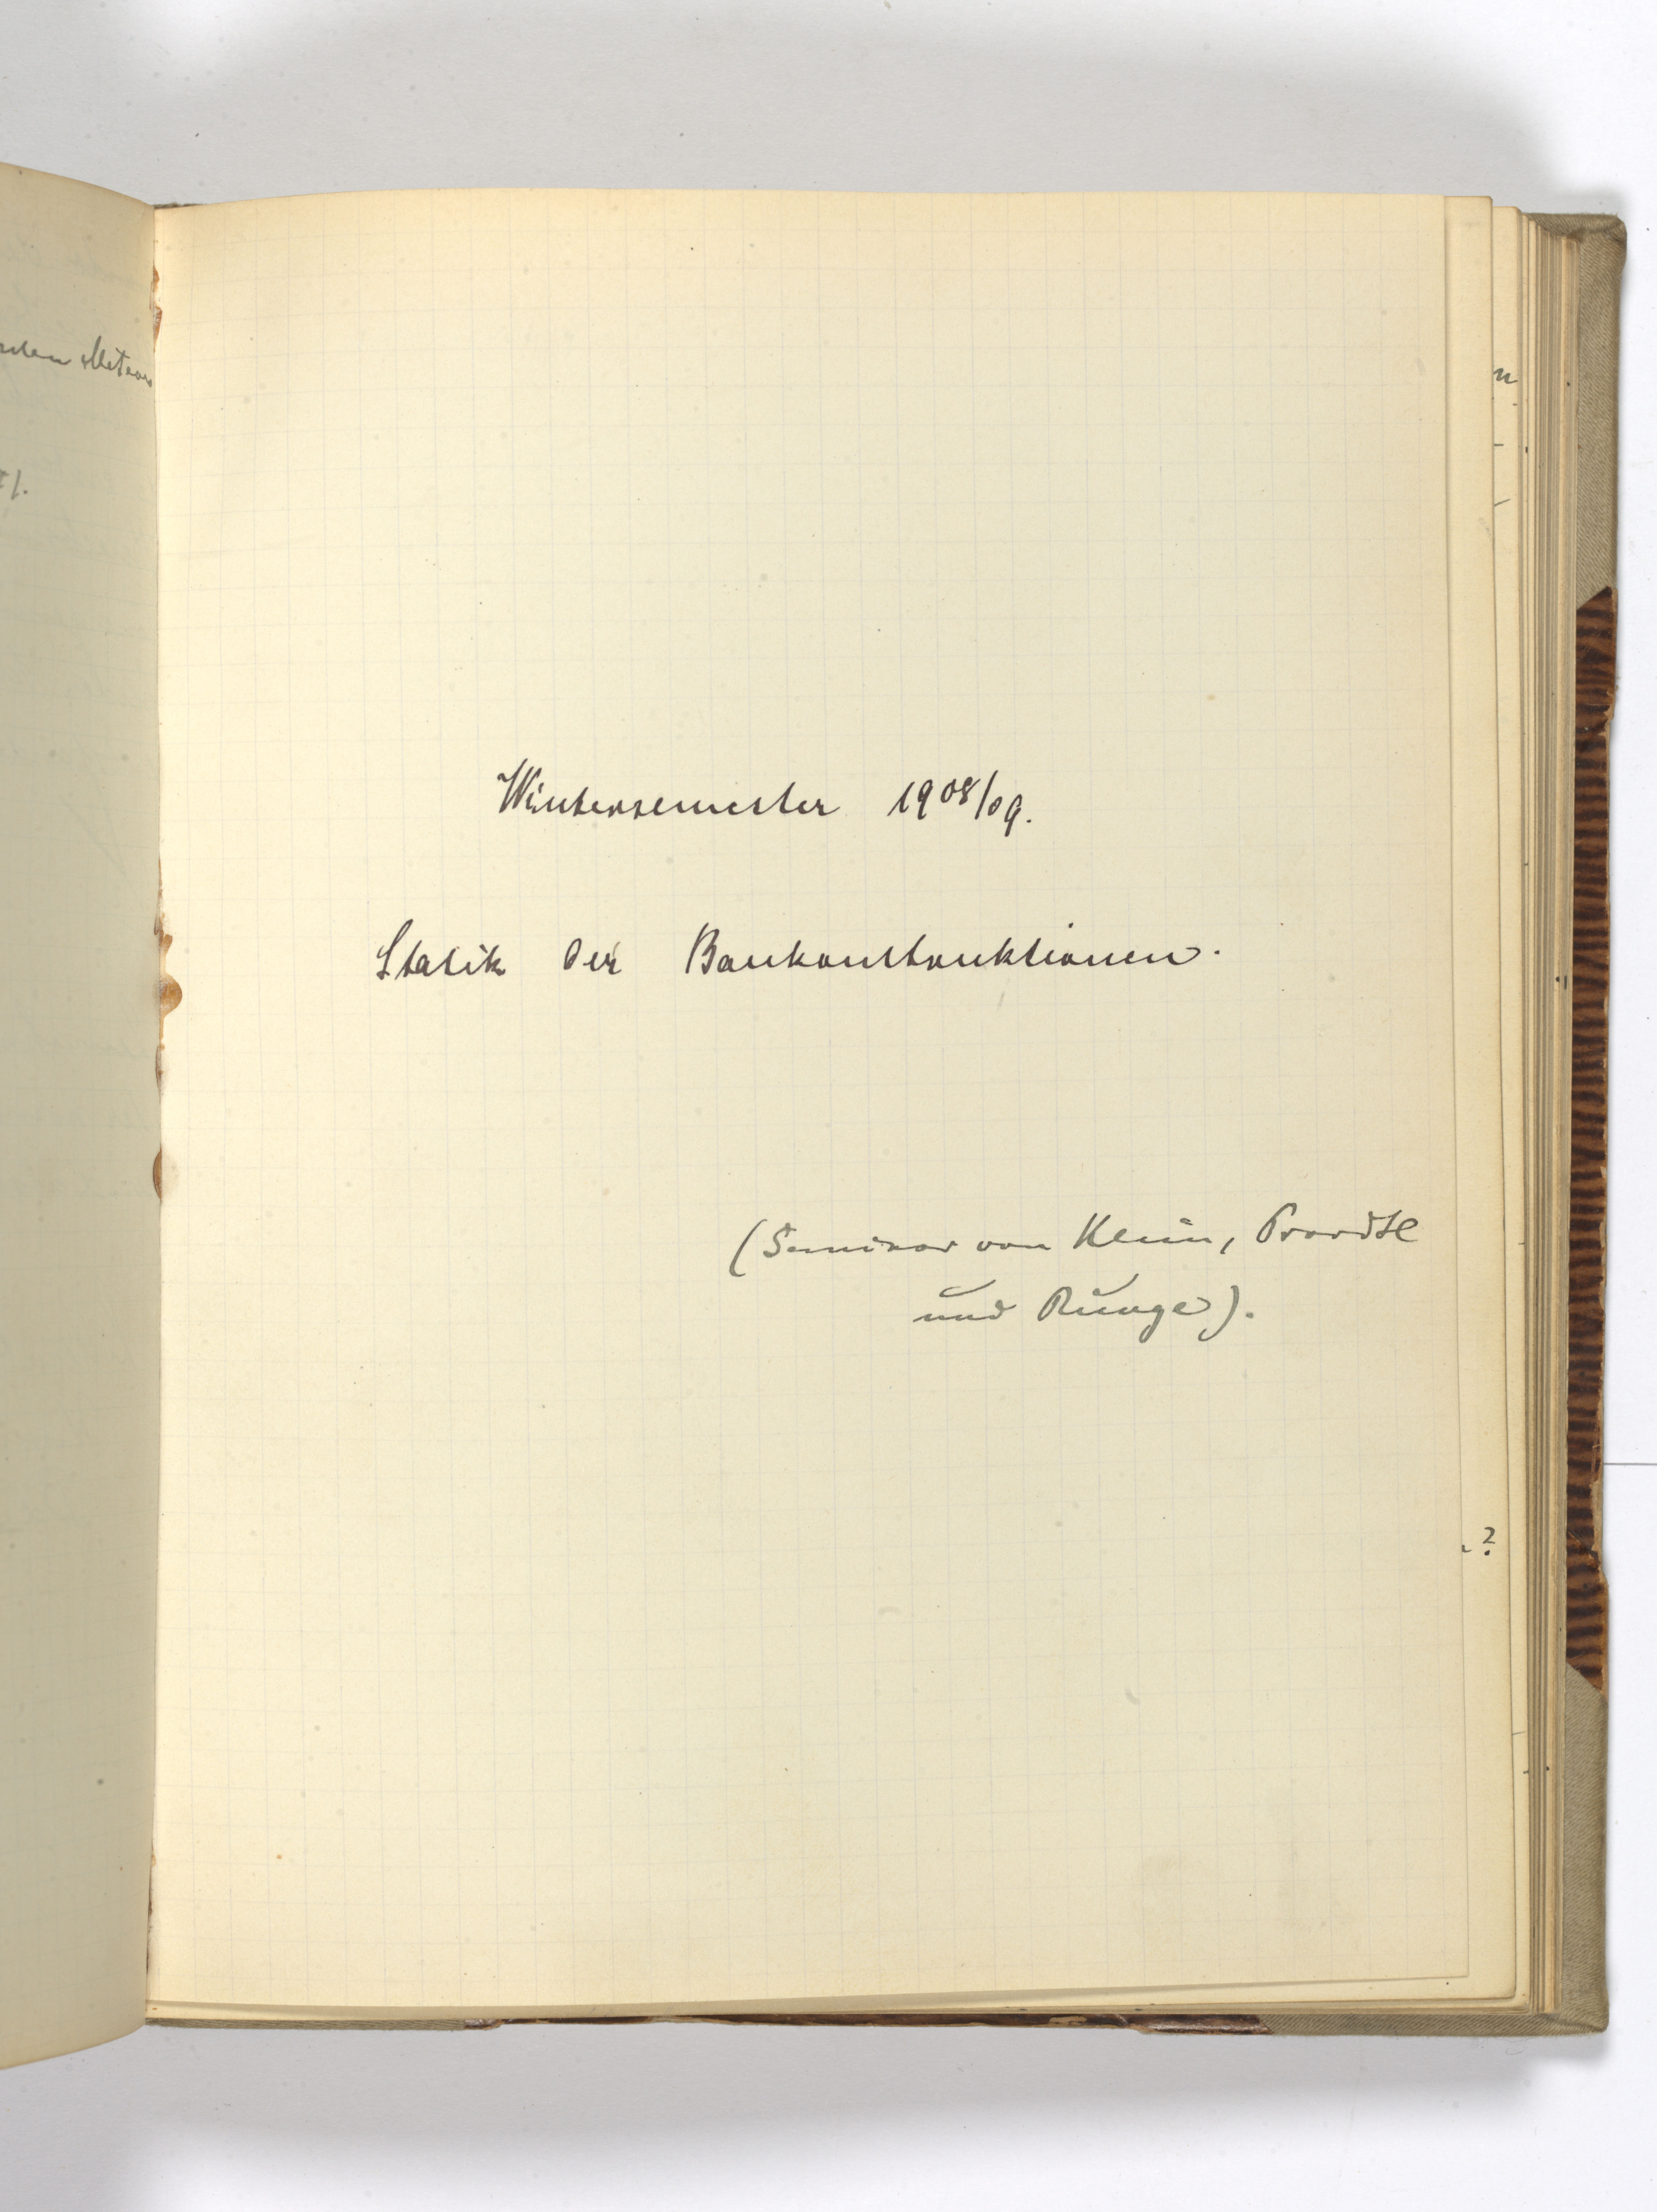 Wintersemester 1908/09.
Statik der Baukonstruktionen.
(Seminar von Klein, Prandtl
und Runge).